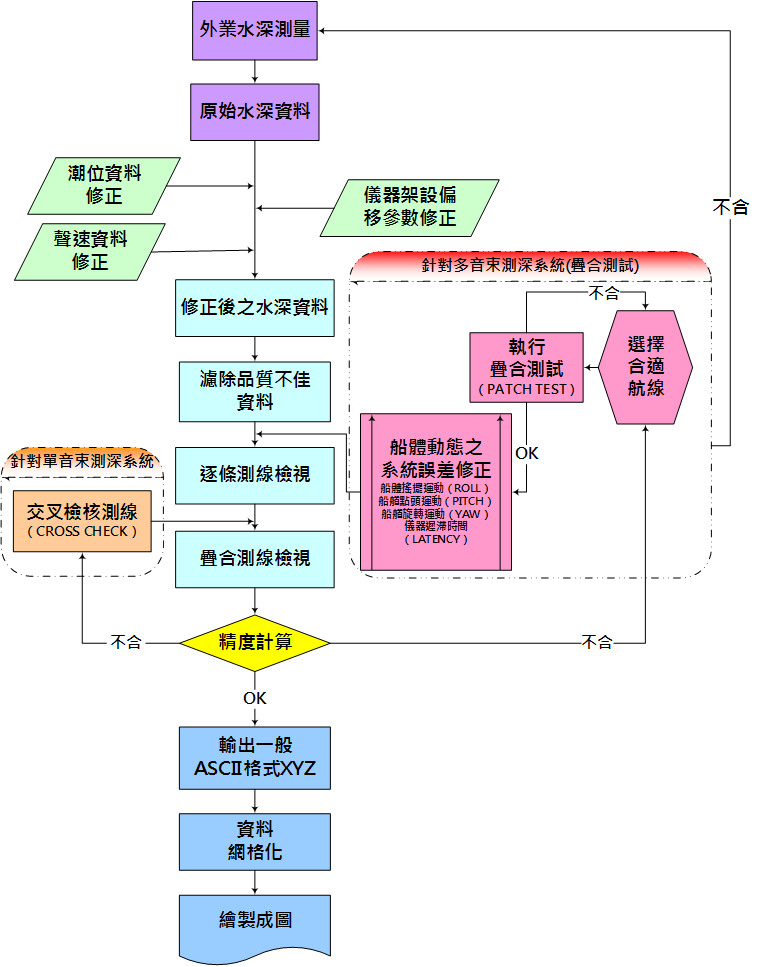 外業水深測量
原始水深資料
潮位資料
修正
儀器架設偏
移參數修正
不合
聲速資料
修正
針對多音束測深系統(疊合測試)
修正後之水深資料
不合
執行
疊合測試
（PATCH TEST）
選擇
合適
航線
濾除品質不佳
資料
OK
船體動態之
系統誤差修正
船體搖擺運動（ROLL）
船艏點頭運動（PITCH）
船艏旋轉運動（YAW）
儀器遲滯時間
（LATENCY）
針對單音束測深系統
逐條測線檢視
交叉檢核測線
（CROSS CHECK）
疊合測線檢視
不合
精度計算
不合
OK
輸出一般
ASCII格式XYZ
資料
網格化
繪製成圖